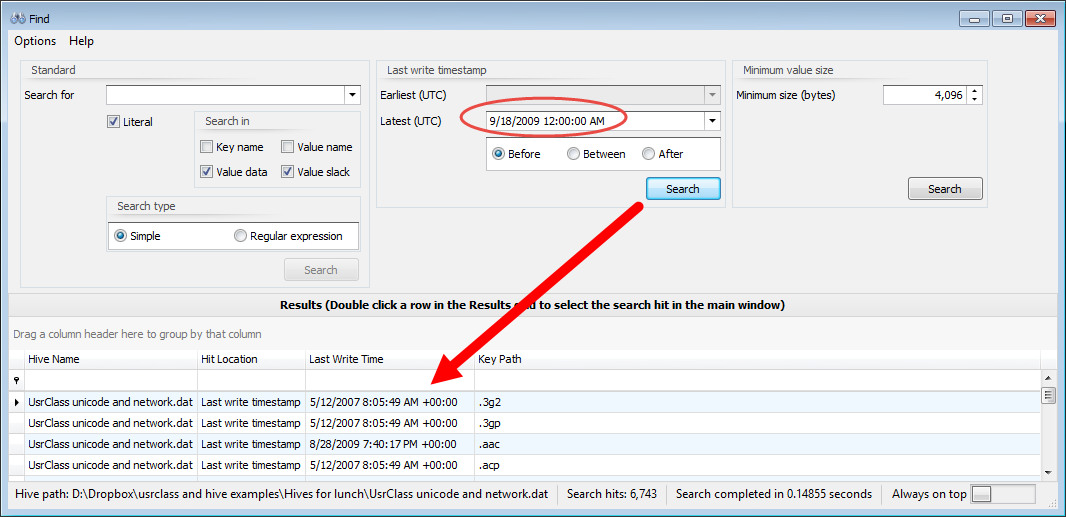 Find
Options Help
Standard
Search for
Literal
Search in
Key name Value name
Value data Value slack
Search type
Simple Regular expression
Search
Last write timestamp
Earliest (UTC)
Latest (UTC) 9/18/2009 12:00:00 AM
Before Between After
Search
Minimum value size
Minimum size (bytes) 4,096
Search
Results (Double click a row in the Results to select the search hit in the main window)
Drag a column header here to group by that column
Hive Name Hit Location Last Write Time Key Path
UsrClass unicode and network.dat Last write timestamp 5/12/2007 8:05:49 AM +00:00 .3g2
UsrClass unicode and network.dat Last write timestamp 5/12/2007 8:05:49 AM +00:00 .3gp
UsrClass unicode and network.dat Last write timestamp 8/28/2009 7:40:17 PM +00:00 .aac
UsrClass unicode and network.dat Last write timestamp 5/12/2007 8:05:49 AM +00:00 .acp
Hive path: D:\Dropbox\usrclass and hive examples\Hives for lunch\UsrClass unicode and network.dat Search hits: 6,743 Search completed in 0.14855 seconds Always on top